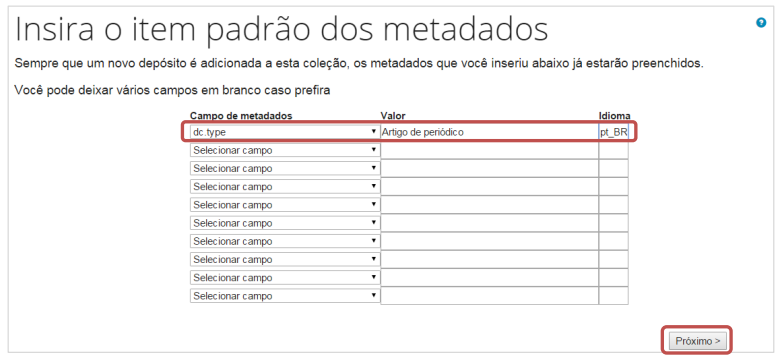 Insira o item padrão dos metadados
Sempre que um novo depósito é adicionada a esta coleção, os metadados que você inseriu abaixo já estarão preenchidos.
Você pode deixar vários campos em branco caso prefira
Campo de metadados Valor Idioma
dc.type Artigo de periódico pt_BR
Selecionar campo
Selecionar campo
Selecionar campo
Selecionar campo
Selecionar campo
Selecionar campo
Selecionar campo
Selecionar campo
Selecionar campo
Próximo >